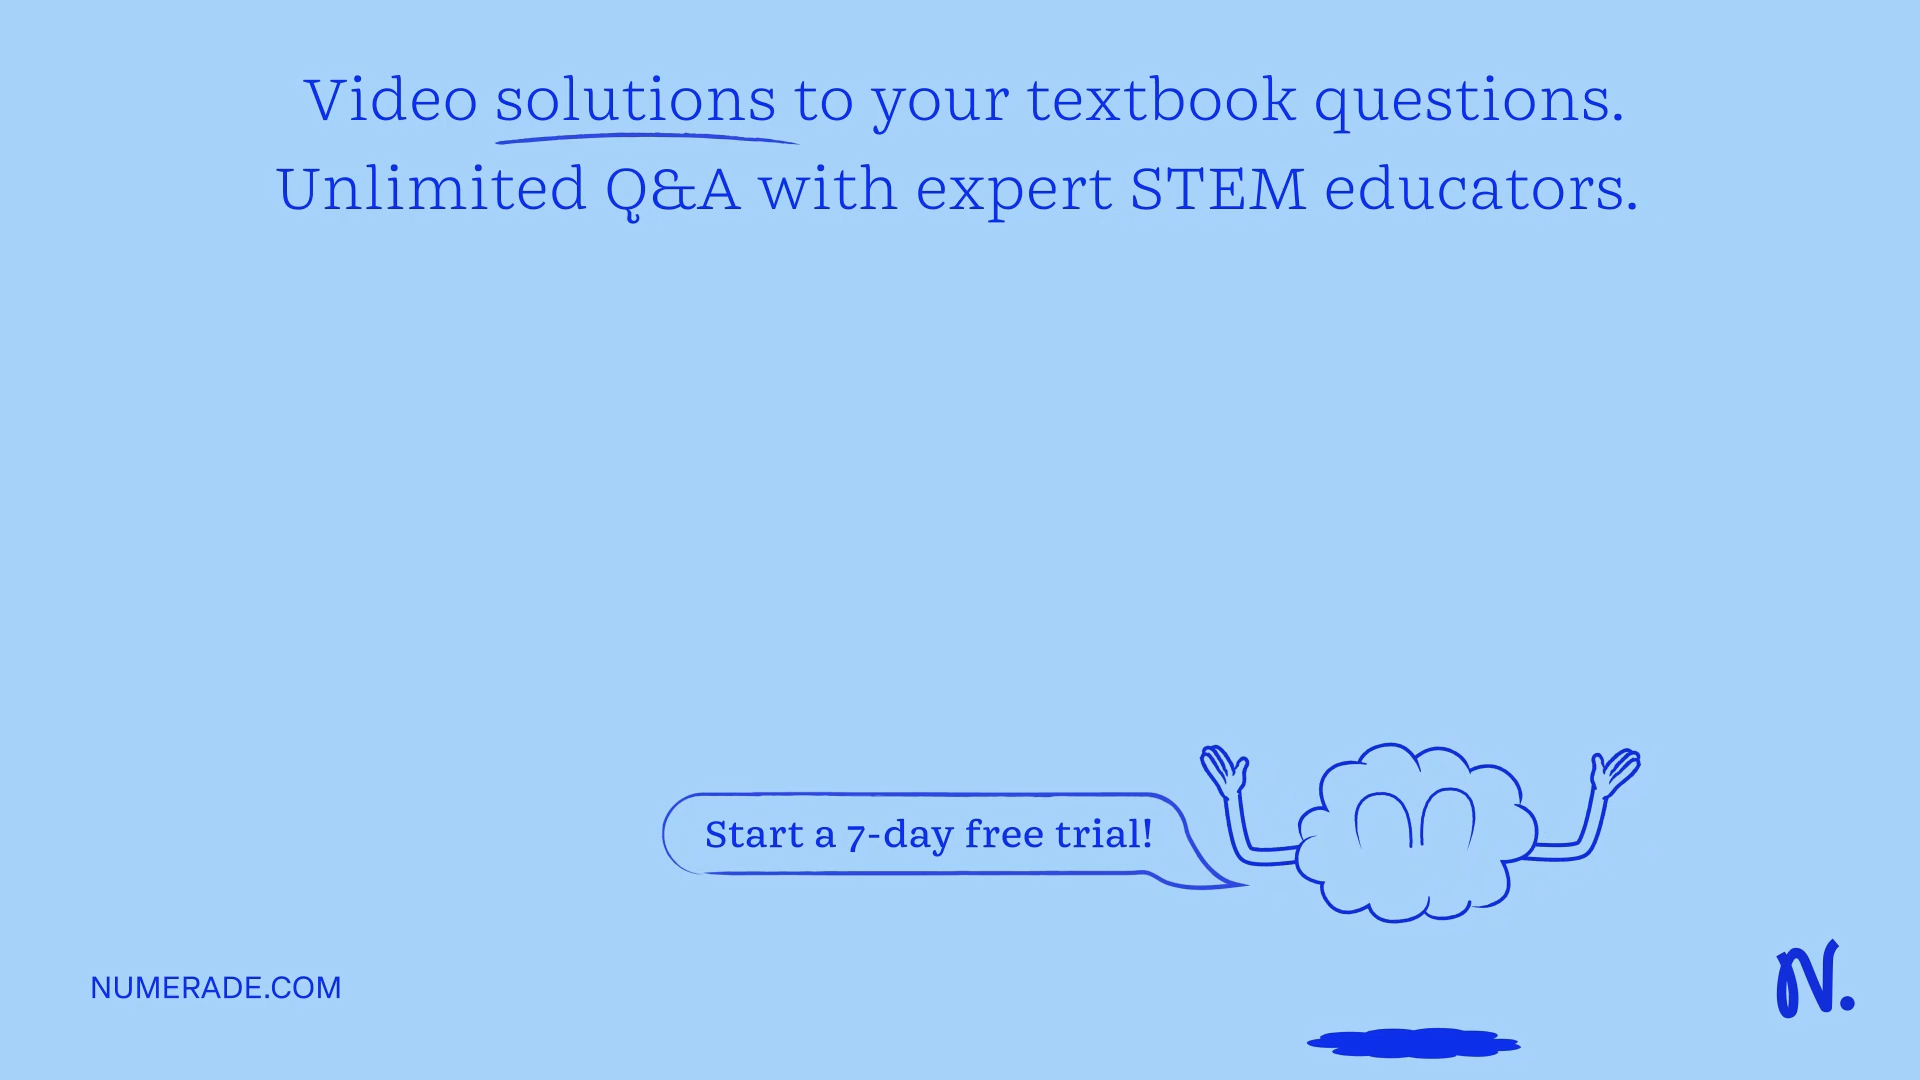 Video solutions to your textbook questions.
Unlimited Q&A with expert STEM educators.
Start a 7-day free trial!
NUMERADE.COM
N.